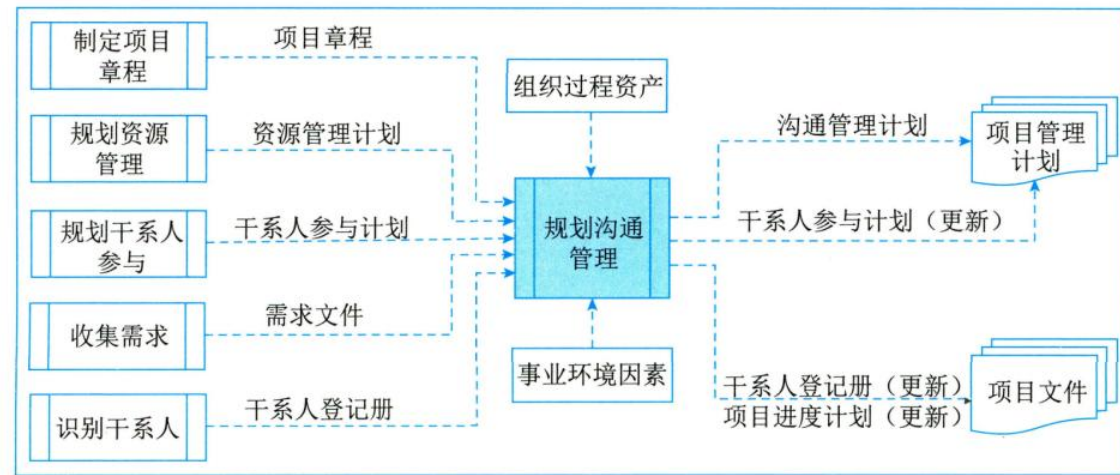 制定项目
章程
项目章程
组织过程资产
规划资源
管理
资源管理计划
沟通管理计划
项目管理
计划
规划干系人
参与
干系人参与计划
规划沟通
管理
干系人参与计划（更新）
收集需求
需求文件
事业环境因素
识别干系人
干系人登记册
干系人登记册（更新）
项目进度计划（更新）
项目文件